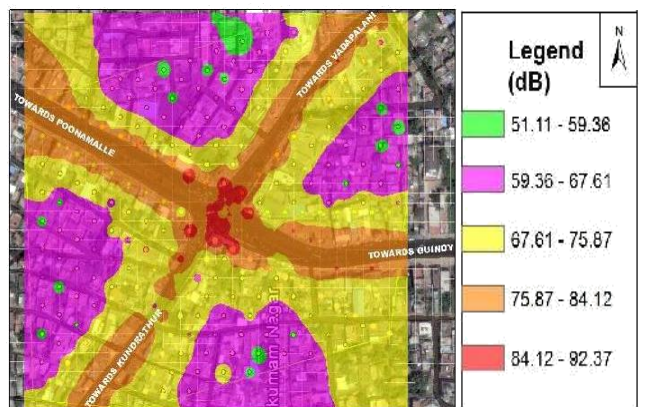 TOWARDS VADAPALANI
TOWARDS POONAMALLE
TOWARDS GUINDY
TOWARDS KUNDRATHUR
kumam Nagar
N
Legend
(dB)
51.11 - 59.36
59.36 - 67.61
67.61 - 75.87
75.87 - 84.12
84.12 - 92.37